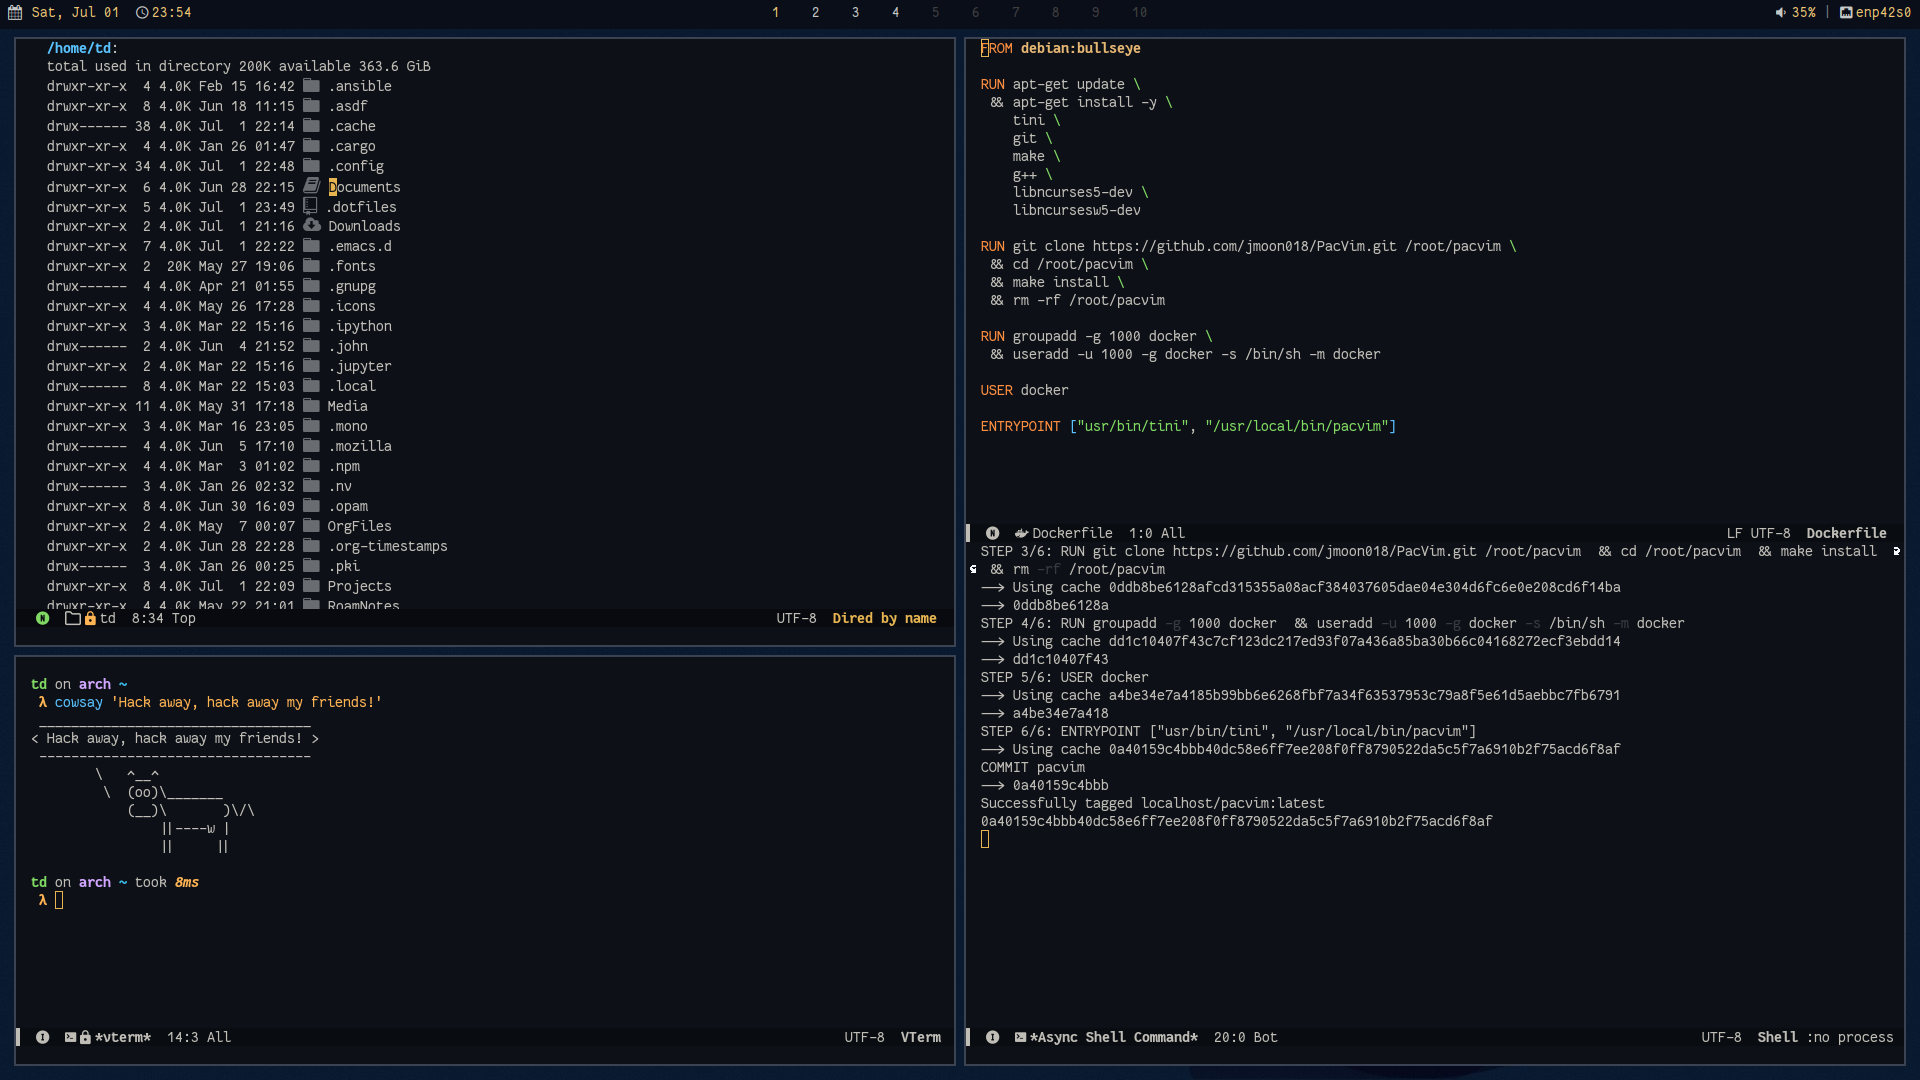 Sat, Jul 01 23:54 1 2 3 4 5 6 7 8 9 10 35% | enp42s0
/home/td:
total used in directory 200K available 363.6 GiB
drwxr-xr-x  4 4.0K Feb 15 16:42 .ansible
drwxr-xr-x  8 4.0K Jun 18 11:15 .asdf
drwx------ 38 4.0K Jul  1 22:14 .cache
drwxr-xr-x  4 4.0K Jan 26 01:47 .cargo
drwxr-xr-x 34 4.0K Jul  1 22:48 .config
drwxr-xr-x  6 4.0K Jun 28 22:15 Documents
drwxr-xr-x  5 4.0K Jul  1 23:49 .dotfiles
drwxr-xr-x  2 4.0K Jul  1 21:16 Downloads
drwxr-xr-x  7 4.0K Jul  1 22:22 .emacs.d
drwxr-xr-x  2  20K May 27 19:06 .fonts
drwx------  4 4.0K Apr 21 01:55 .gnupg
drwxr-xr-x  4 4.0K May 26 17:28 .icons
drwxr-xr-x  3 4.0K Mar 22 15:16 .ipython
drwx------  2 4.0K Jun  4 21:52 .john
drwxr-xr-x  2 4.0K Mar 22 15:16 .jupyter
drwx------  8 4.0K Mar 22 15:03 .local
drwxr-xr-x 11 4.0K May 31 17:18 Media
drwxr-xr-x  3 4.0K Mar 16 23:05 .mono
drwx------  4 4.0K Jun  5 17:10 .mozilla
drwxr-xr-x  4 4.0K Mar  3 01:02 .npm
drwx------  3 4.0K Jan 26 02:32 .nv
drwxr-xr-x  8 4.0K Jun 30 16:09 .opam
drwxr-xr-x  2 4.0K May  7 00:07 OrgFiles
drwxr-xr-x  2 4.0K Jun 28 22:28 .org-timestamps
drwx------  3 4.0K Jan 26 00:25 .pki
drwxr-xr-x  8 4.0K Jul  1 22:09 Projects
drwxr-xr-x  4 4.0K May 22 21:01 RoamNotes
N td 8:34 Top UTF-8 Dired by name
td on arch ~
λ cowsay 'Hack away, hack away my friends!'
 __________________________________
< Hack away, hack away my friends! >
 ----------------------------------
        \   ^__^
         \  (oo)\_______
            (__)\       )\/\
                ||----w |
                ||     ||
td on arch ~ took 8ms
λ
I *vterm* 14:3 All UTF-8 VTerm
FROM debian:bullseye
RUN apt-get update \
 && apt-get install -y \
    tini \
    git \
    make \
    g++ \
    libncurses5-dev \
    libncursesw5-dev
RUN git clone https://github.com/jmoon018/PacVim.git /root/pacvim \
 && cd /root/pacvim \
 && make install \
 && rm -rf /root/pacvim
RUN groupadd -g 1000 docker \
 && useradd -u 1000 -g docker -s /bin/sh -m docker
USER docker
ENTRYPOINT ["usr/bin/tini", "/usr/local/bin/pacvim"]
N Dockerfile 1:0 All LF UTF-8 Dockerfile
STEP 3/6: RUN git clone https://github.com/jmoon018/PacVim.git /root/pacvim  && cd /root/pacvim  && make install
 && rm -rf /root/pacvim
--> Using cache 0ddb8be6128afcd315355a08acf384037605dae04e304d6fc6e0e208cd6f14ba
--> 0ddb8be6128a
STEP 4/6: RUN groupadd -g 1000 docker  && useradd -u 1000 -g docker -s /bin/sh -m docker
--> Using cache dd1c10407f43c7cf123dc217ed93f07a436a85ba30b66c04168272ecf3ebdd14
--> dd1c10407f43
STEP 5/6: USER docker
--> Using cache a4be34e7a4185b99bb6e6268fbf7a34f63537953c79a8f5e61d5aebbc7fb6791
--> a4be34e7a418
STEP 6/6: ENTRYPOINT ["usr/bin/tini", "/usr/local/bin/pacvim"]
--> Using cache 0a40159c4bbb40dc58e6ff7ee208f0ff8790522da5c5f7a6910b2f75acd6f8af
COMMIT pacvim
--> 0a40159c4bbb
Successfully tagged localhost/pacvim:latest
0a40159c4bbb40dc58e6ff7ee208f0ff8790522da5c5f7a6910b2f75acd6f8af
I *Async Shell Command* 20:0 Bot UTF-8 Shell :no process